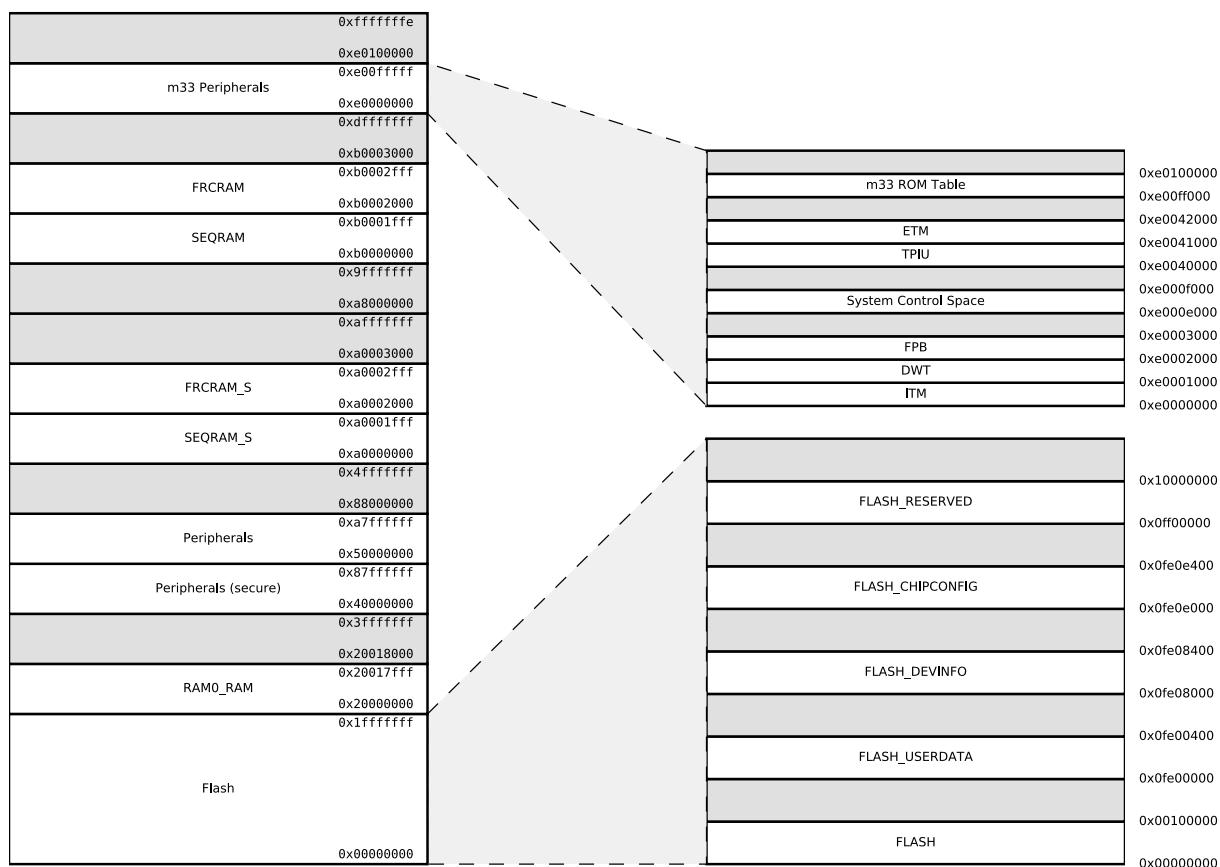 0xfffffffe
0xe0100000
0xe00fffff
m33 Peripherals
0xe0000000
0xdfffffff
0xb0003000
0xb0002fff
FRCRAM
0xb0002000
0xb0001fff
SEQRAM
0xb0000000
0x9fffffff
0xa8000000
0xafffffff
0xa0003000
0xa0002fff
FRCRAM_S
0xa0002000
0xa0001fff
SEQRAM_S
0xa0000000
0x4fffffff
0x88000000
0xa7ffffff
Peripherals
0x50000000
0x87ffffff
Peripherals (secure)
0x40000000
0x3fffffff
0x20018000
0x20017fff
RAM0_RAM
0x20000000
0x1fffffff
Flash
0x00000000
0xe0100000
m33 ROM Table
0xe00ff000
0xe0042000
ETM
0xe0041000
TPIU
0xe0040000
0xe000f000
System Control Space
0xe000e000
0xe0003000
FPB
0xe0002000
DWT
0xe0001000
ITM
0xe0000000
0x10000000
FLASH_RESERVED
0x0ff00000
0x0fe0e400
FLASH_CHIPCONFIG
0x0fe0e000
0x0fe08400
FLASH_DEVINFO
0x0fe08000
0x0fe00400
FLASH_USERDATA
0x0fe00000
0x00100000
FLASH
0x00000000